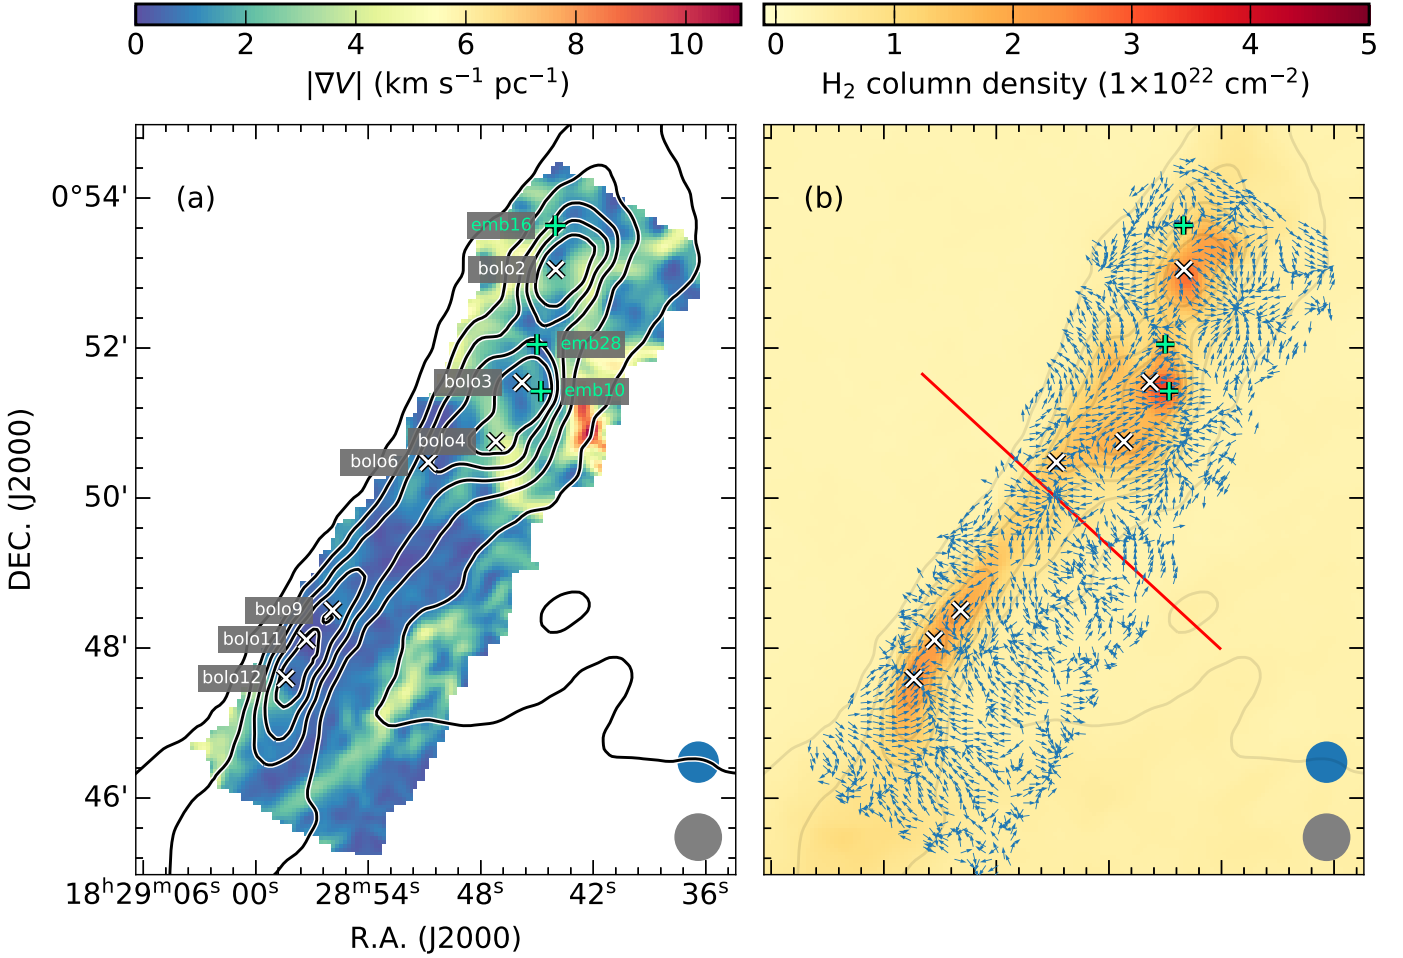 0 2 4 6 8 10
|∇V| (km s⁻¹ pc⁻¹)
0 1 2 3 4 5
H₂ column density (1×10²² cm⁻²)
(a)
emb16
bolo2
emb28
bolo3
emb10
bolo4
bolo6
bolo9
bolo11
bolo12
0°54'
52'
50'
48'
46'
DEC. (J2000)
18ʰ29ᵐ06ˢ 00ˢ 28ᵐ54ˢ 48ˢ 42ˢ 36ˢ
R.A. (J2000)
(b)